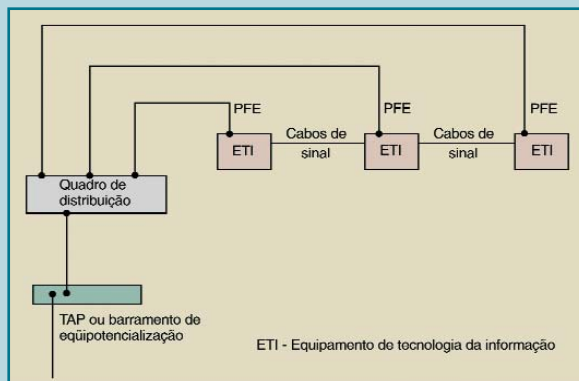 PFE
PFE
PFE
Cabos de
sinal
Cabos de
sinal
ETI
ETI
ETI
Quadro de
distribuição
TAP ou barramento de
eqüipotencialização
ETI - Equipamento de tecnologia da informação